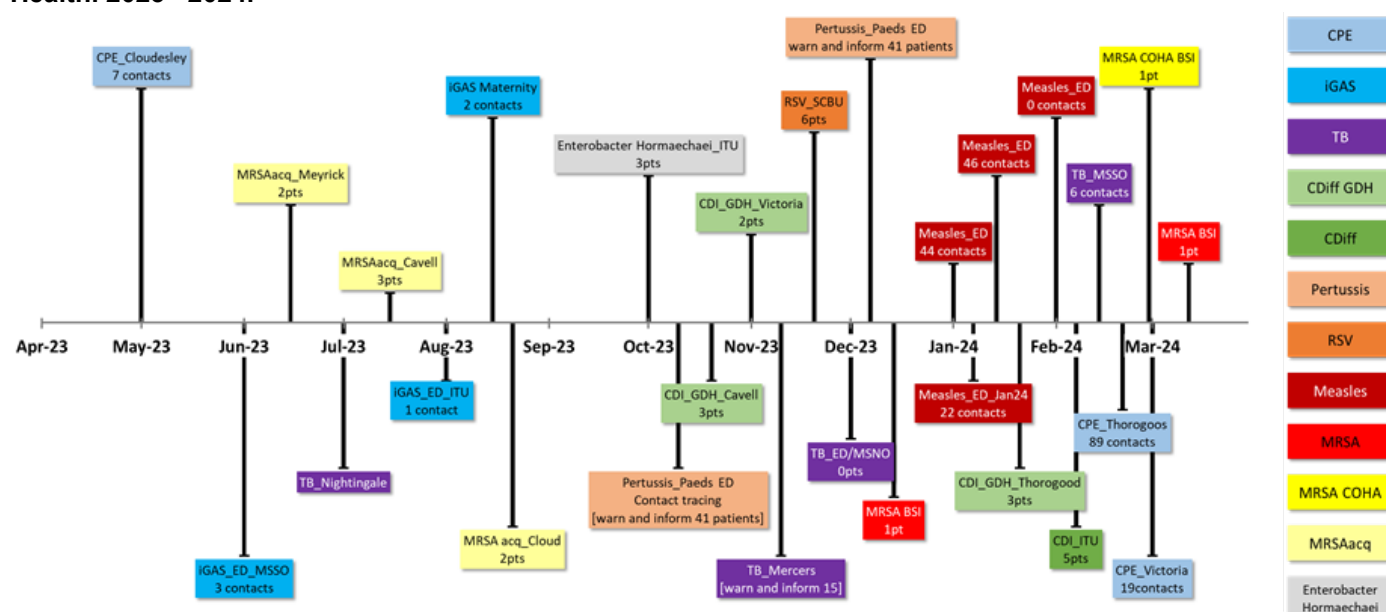 Pertussis_Paeds ED
warn and inform 41 patients
CPE_Cloudesley
7 contacts
iGAS Maternity
2 contacts
RSV_SCBU
6pts
Measles_ED
0 contacts
MRSA COHA BSI
1pt
Enterobacter Hormaechei_ITU
3pts
Measles_ED
46 contacts
MRSAacq_Meyrick
2pts
TB_MSSO
6 contacts
CDI_GDH_Victoria
2pts
Measles_ED
44 contacts
MRSA BSI
1pt
MRSAacq_Cavell
3pts
Apr-23
May-23
Jun-23
Jul-23
Aug-23
Sep-23
Oct-23
Nov-23
Dec-23
Jan-24
Feb-24
Mar-24
iGAS_ED_ITU
1 contact
CDI_GDH_Cavell
3pts
Measles_ED_Jan24
22 contacts
CPE_Thorogoos
89 contacts
TB_ED/MSNO
0pts
TB_Nightingale
Pertussis_Paeds ED
Contact tracing
[warn and inform 41 patients]
CDI_GDH_Thorogood
3pts
MRSA BSI
1pt
MRSA acq_Cloud
2pts
CDI_ITU
5pts
iGAS_ED_MSSO
3 contacts
TB_Mercers
[warn and inform 15]
CPE_Victoria
19contacts
CPE
iGAS
TB
CDiff GDH
CDiff
Pertussis
RSV
Measles
MRSA
MRSA COHA
MRSAacq
Enterobacter
Hormaechei